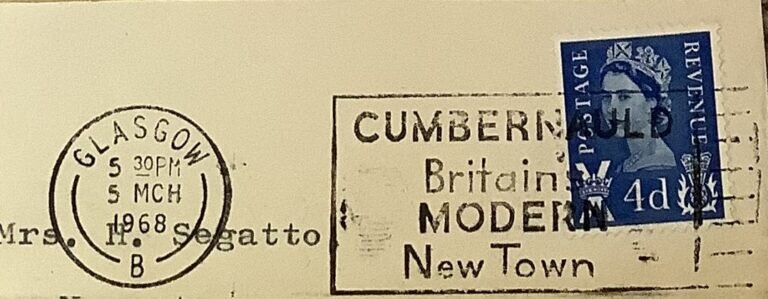 GLASGOW
5 30PM
5 MCH
1968
B
Mrs. H. Segatto
CUMBERNAULD
Britains
MODERN
New Town
POSTAGE
REVENUE
4d